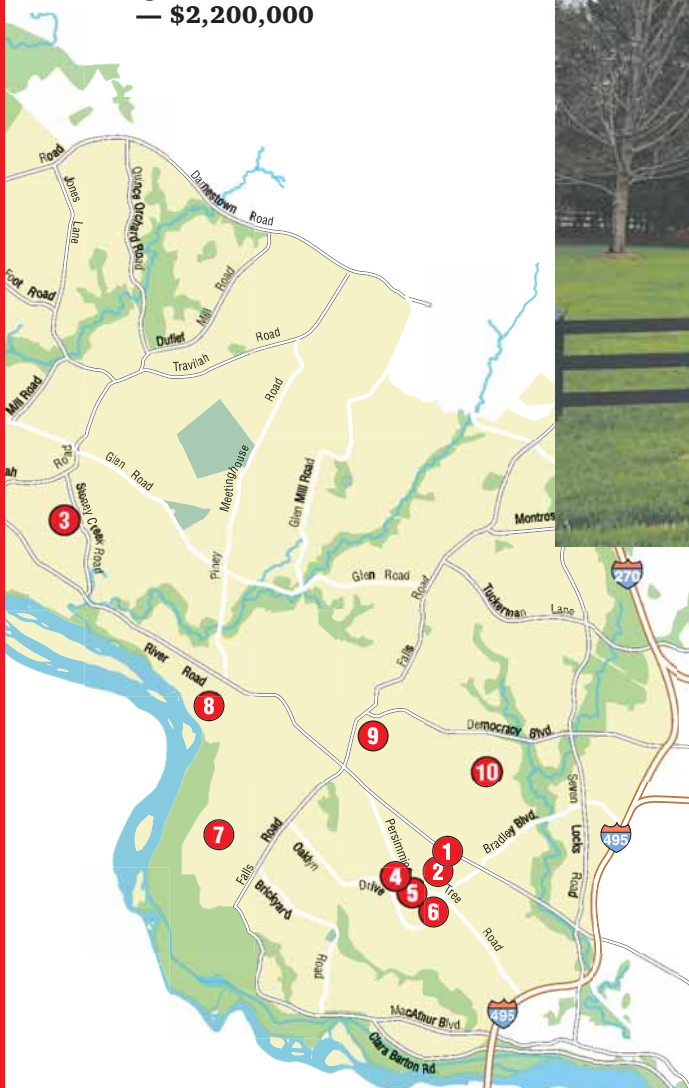 — $2,200,000
Road
Jones
Lane
Quince Orchard Road
Darnestown Road
Foot Road
Dufief Mill Road
Travilah Road
Mill Road
Road
ah
Glen Road
Stoney Creek Road
3
Piney Meetinghouse Road
Glen Mill Road
Glen Road
Montros
270
Tuckerman Lane
Falls Road
River Road
8
9
Democracy Blvd.
10
7
Falls Road
Oaklyn Drive
Persimmon Tree Road
1
2
4
5
6
Bradley Blvd.
Seven Locks Road
495
Brickyard Road
MacArthur Blvd.
495
Clara Barton Rd